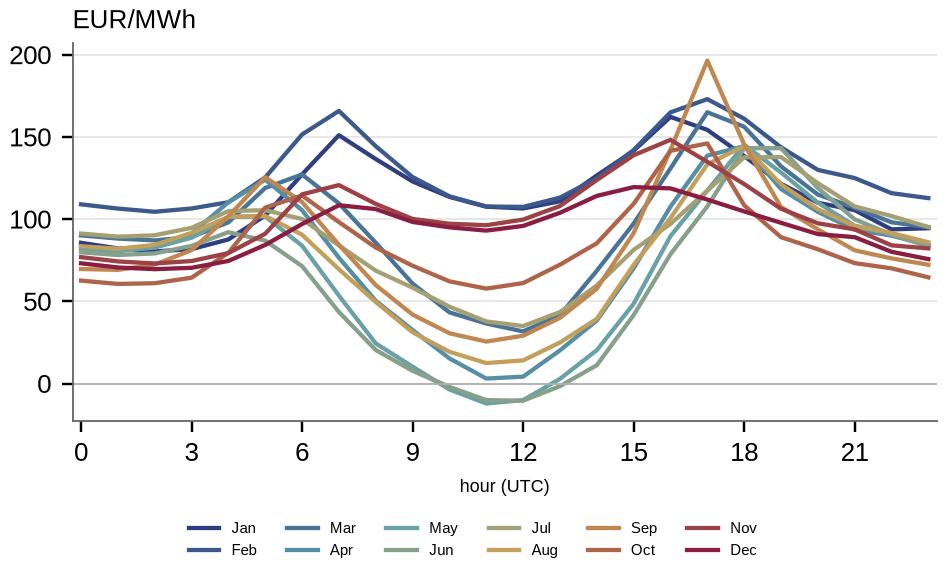 EUR/MWh
200
150
100
50
0
0 3 6 9 12 15 18 21
hour (UTC)
Jan Mar May Jul Sep Nov
Feb Apr Jun Aug Oct Dec